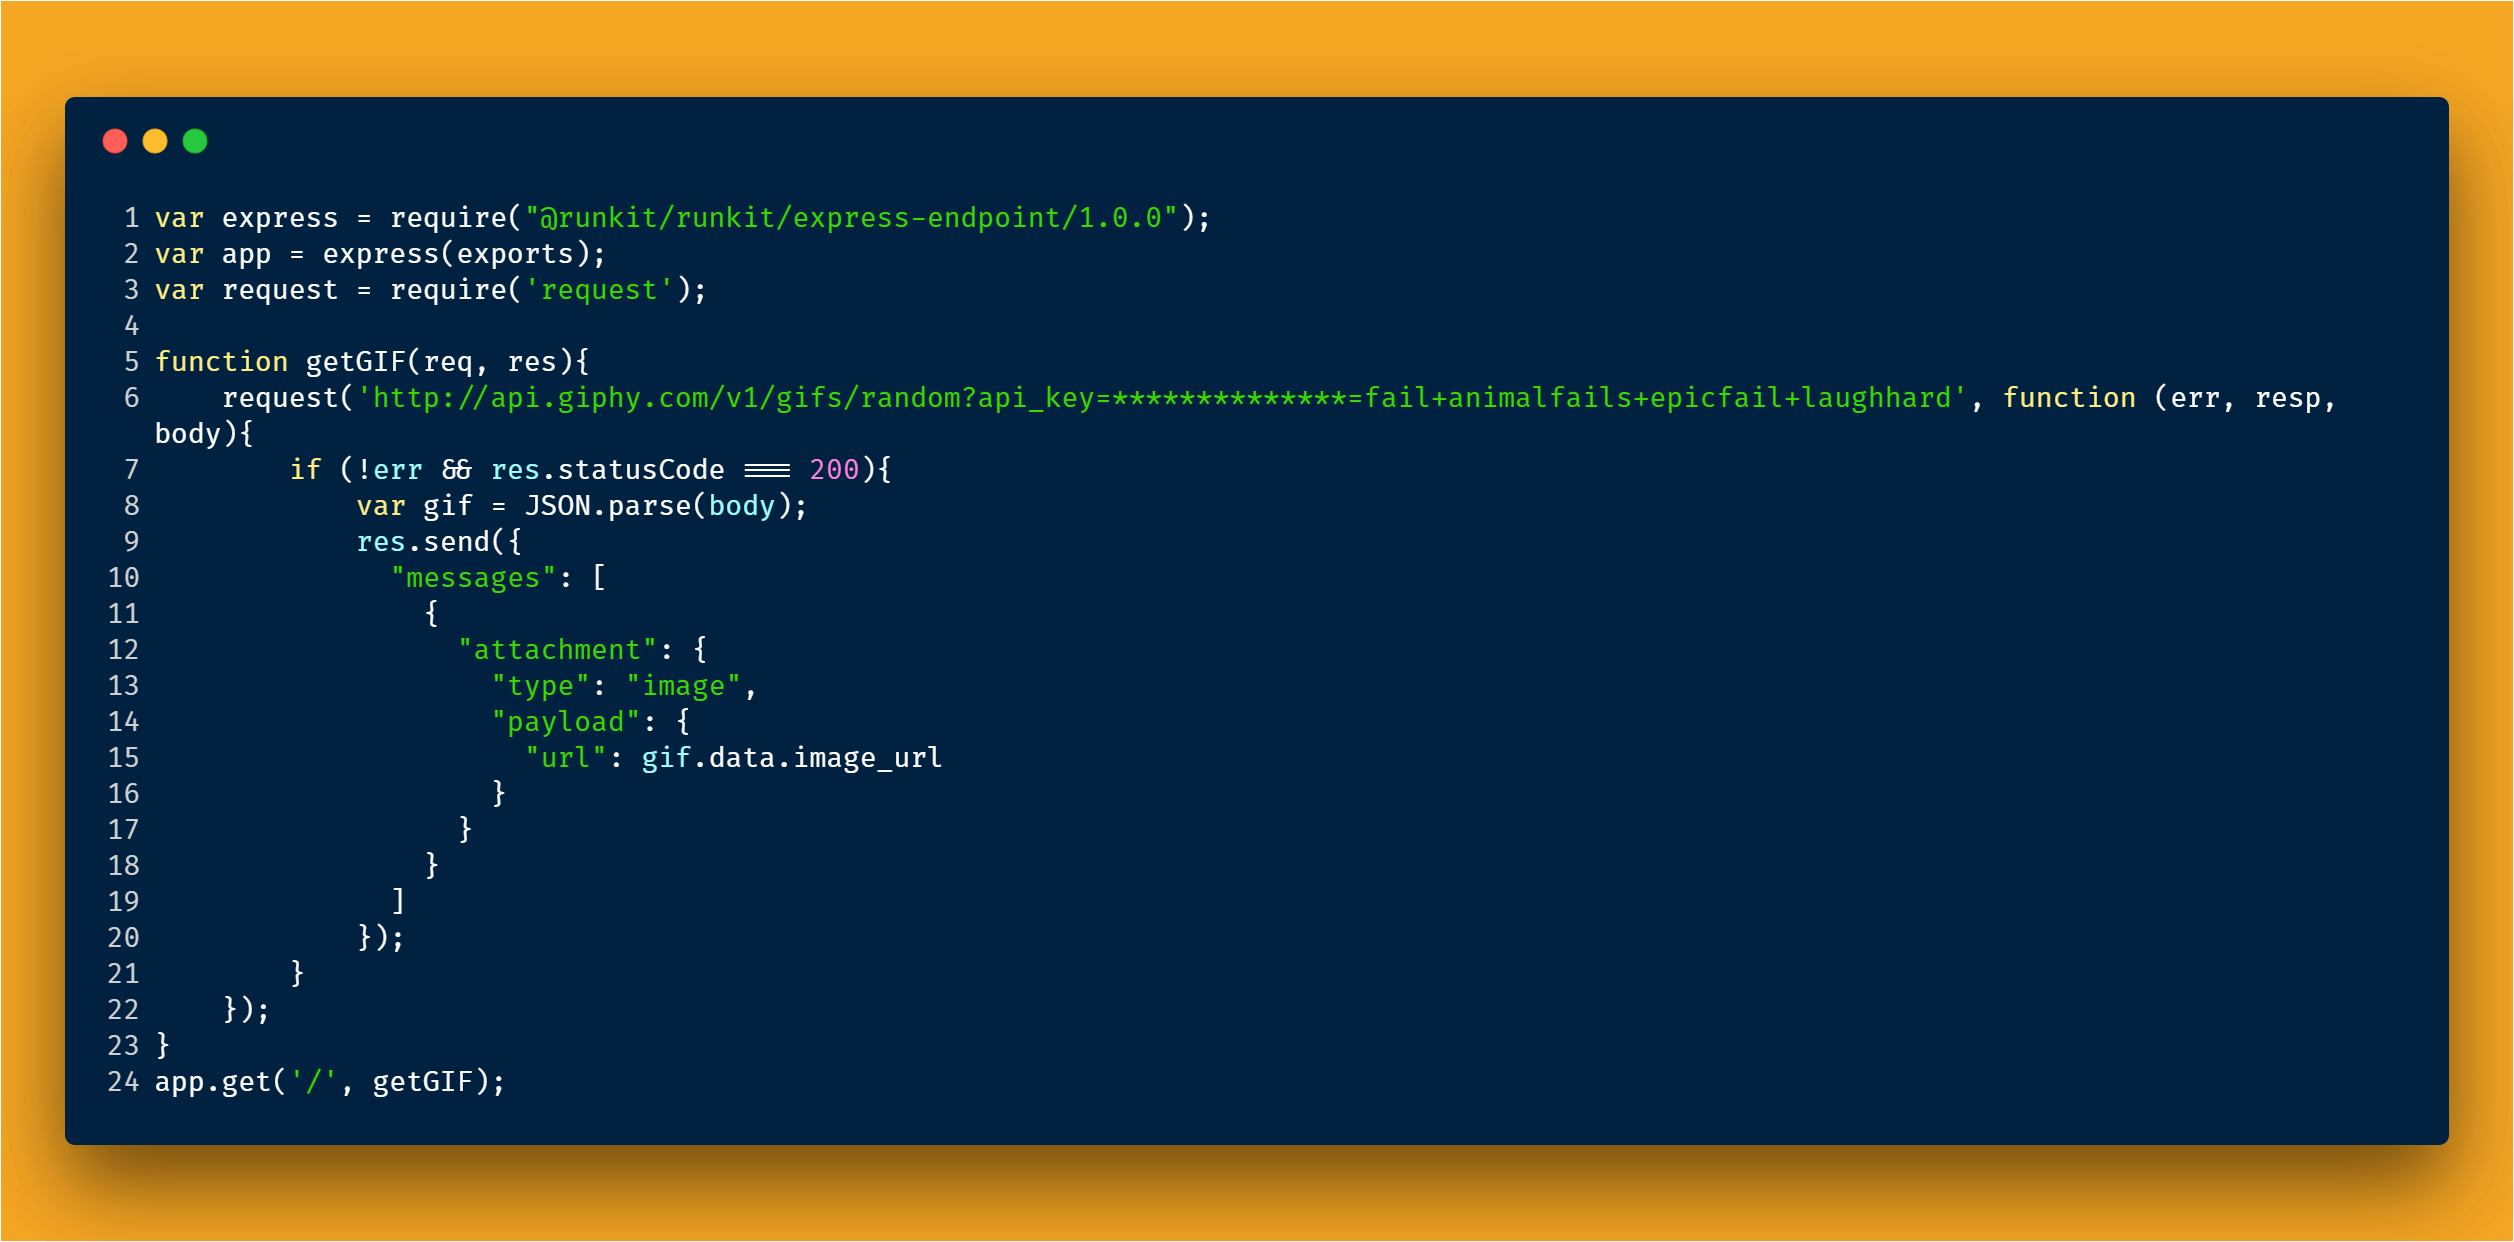 1 var express = require("@runkit/runkit/express-endpoint/1.0.0");
2 var app = express(exports);
3 var request = require('request');
4
5 function getGIF(req, res){
6     request('http://api.giphy.com/v1/gifs/random?api_key=**************=fail+animalfails+epicfail+laughhard', function (err, resp,
body){
7         if (!err && res.statusCode === 200){
8             var gif = JSON.parse(body);
9             res.send({
10               "messages": [
11                 {
12                   "attachment": {
13                     "type": "image",
14                     "payload": {
15                       "url": gif.data.image_url
16                     }
17                   }
18                 }
19               ]
20             });
21         }
22     });
23 }
24 app.get('/', getGIF);